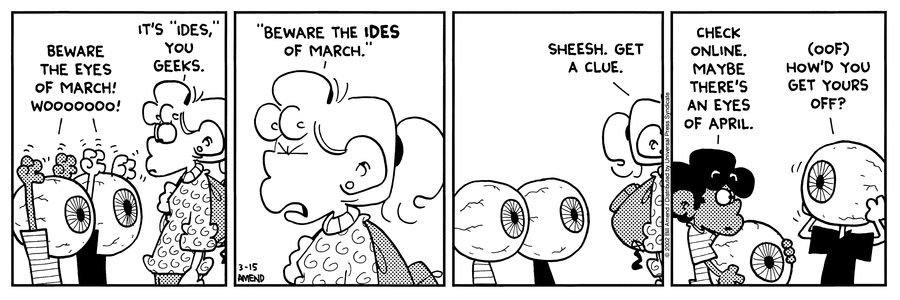 BEWARE
THE EYES
OF MARCH!
WOOOOOOO!
IT'S "IDES,"
YOU
GEEKS.
"BEWARE THE IDES
OF MARCH."
3-15
AMEND
SHEESH. GET
A CLUE.
© 2002 Bill Amend / Distributed by Universal Press Syndicate
CHECK
ONLINE.
MAYBE
THERE'S
AN EYES
OF APRIL.
(OOF)
HOW'D YOU
GET YOURS
OFF?